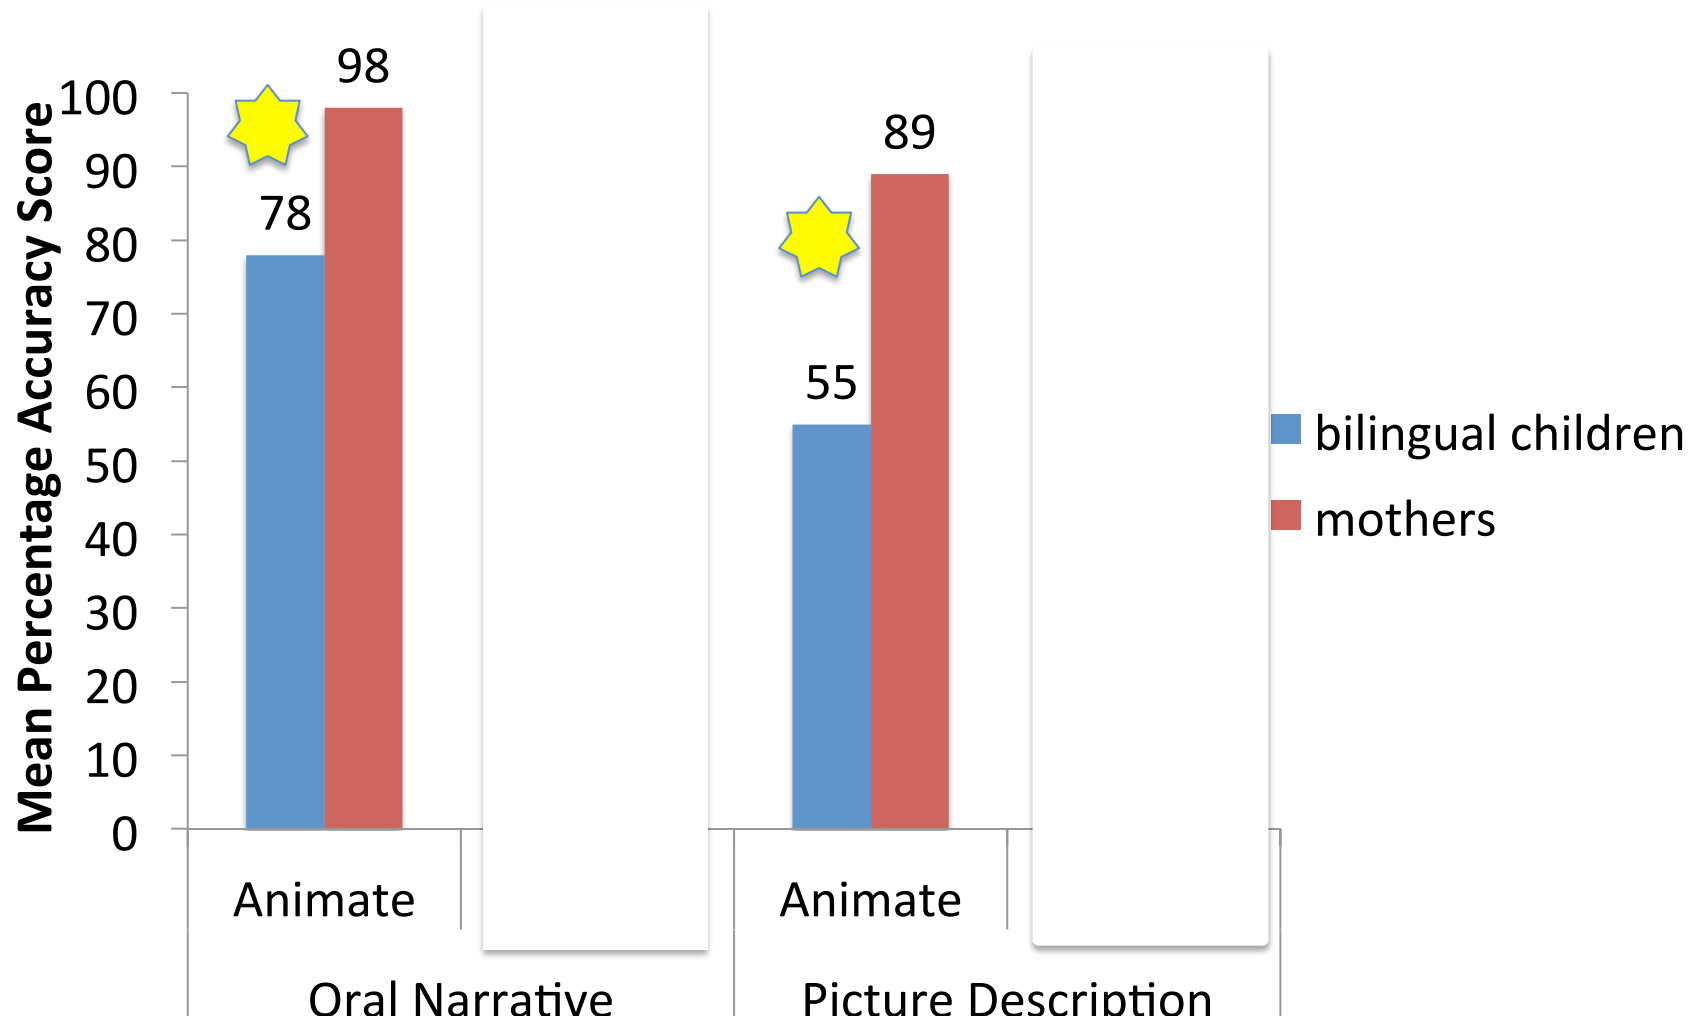 Mean Percentage Accuracy Score
100
90
80
70
60
50
40
30
20
10
0
98
78
89
55
bilingual children
mothers
Animate
Animate
Oral Narrative
Picture Description